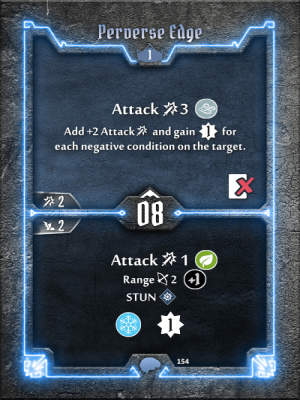 Perverse Edge
1
Attack 3
Add +2 Attack and gain 1 for
each negative condition on the target.
2
08
2
Attack 1
Range 2 +1
STUN
1
154